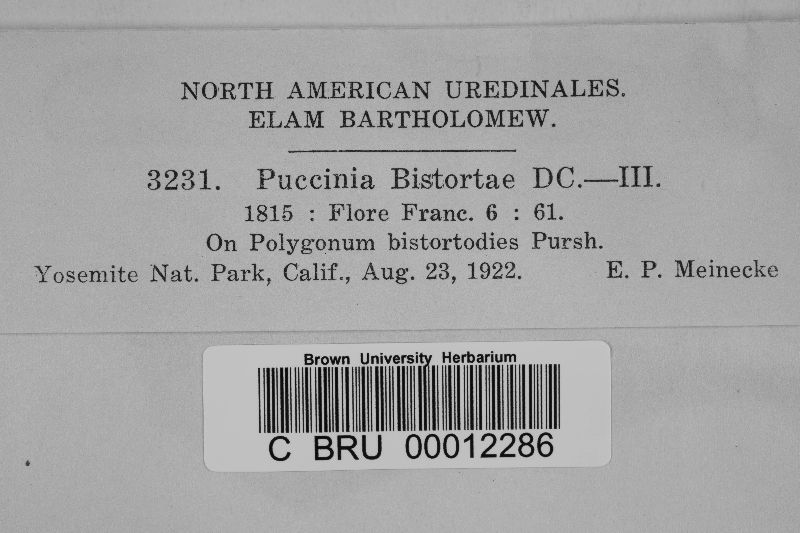 NORTH AMERICAN UREDINALES.
ELAM BARTHOLOMEW.
3231. Puccinia Bistortae DC.—III.
1815 : Flore Franc. 6 : 61.
On Polygonum bistortodies Pursh.
Yosemite Nat. Park, Calif., Aug. 23, 1922. E. P. Meinecke
Brown University Herbarium
C BRU 00012286